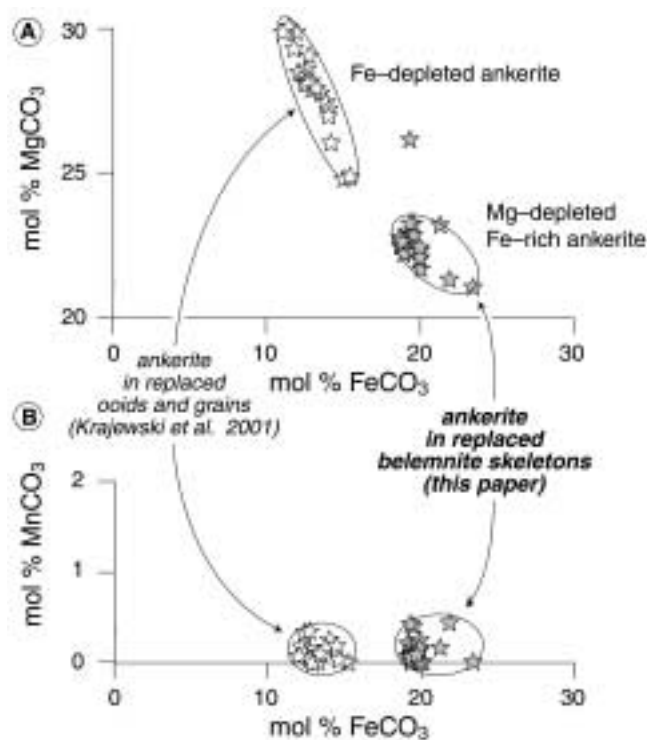 A
30
25
20
mol % MgCO3
Fe–depleted ankerite
Mg–depleted
Fe–rich ankerite
0
10
20
30
mol % FeCO3
ankerite
in replaced
ooids and grains
(Krajewski et al. 2001)
ankerite
in replaced
belemnite skeletons
(this paper)
B
2
1
0
mol % MnCO3
0
10
20
30
mol % FeCO3